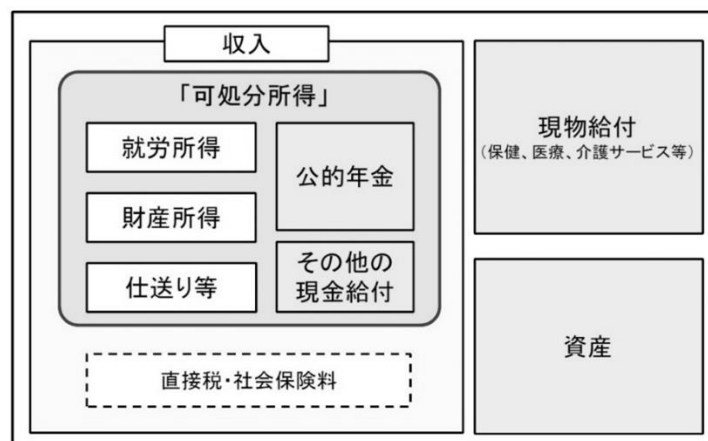 収入
「可処分所得」
就労所得
公的年金
財産所得
仕送り等
その他の
現金給付
直接税・社会保険料
現物給付
(保健、医療、介護サービス等)
資産